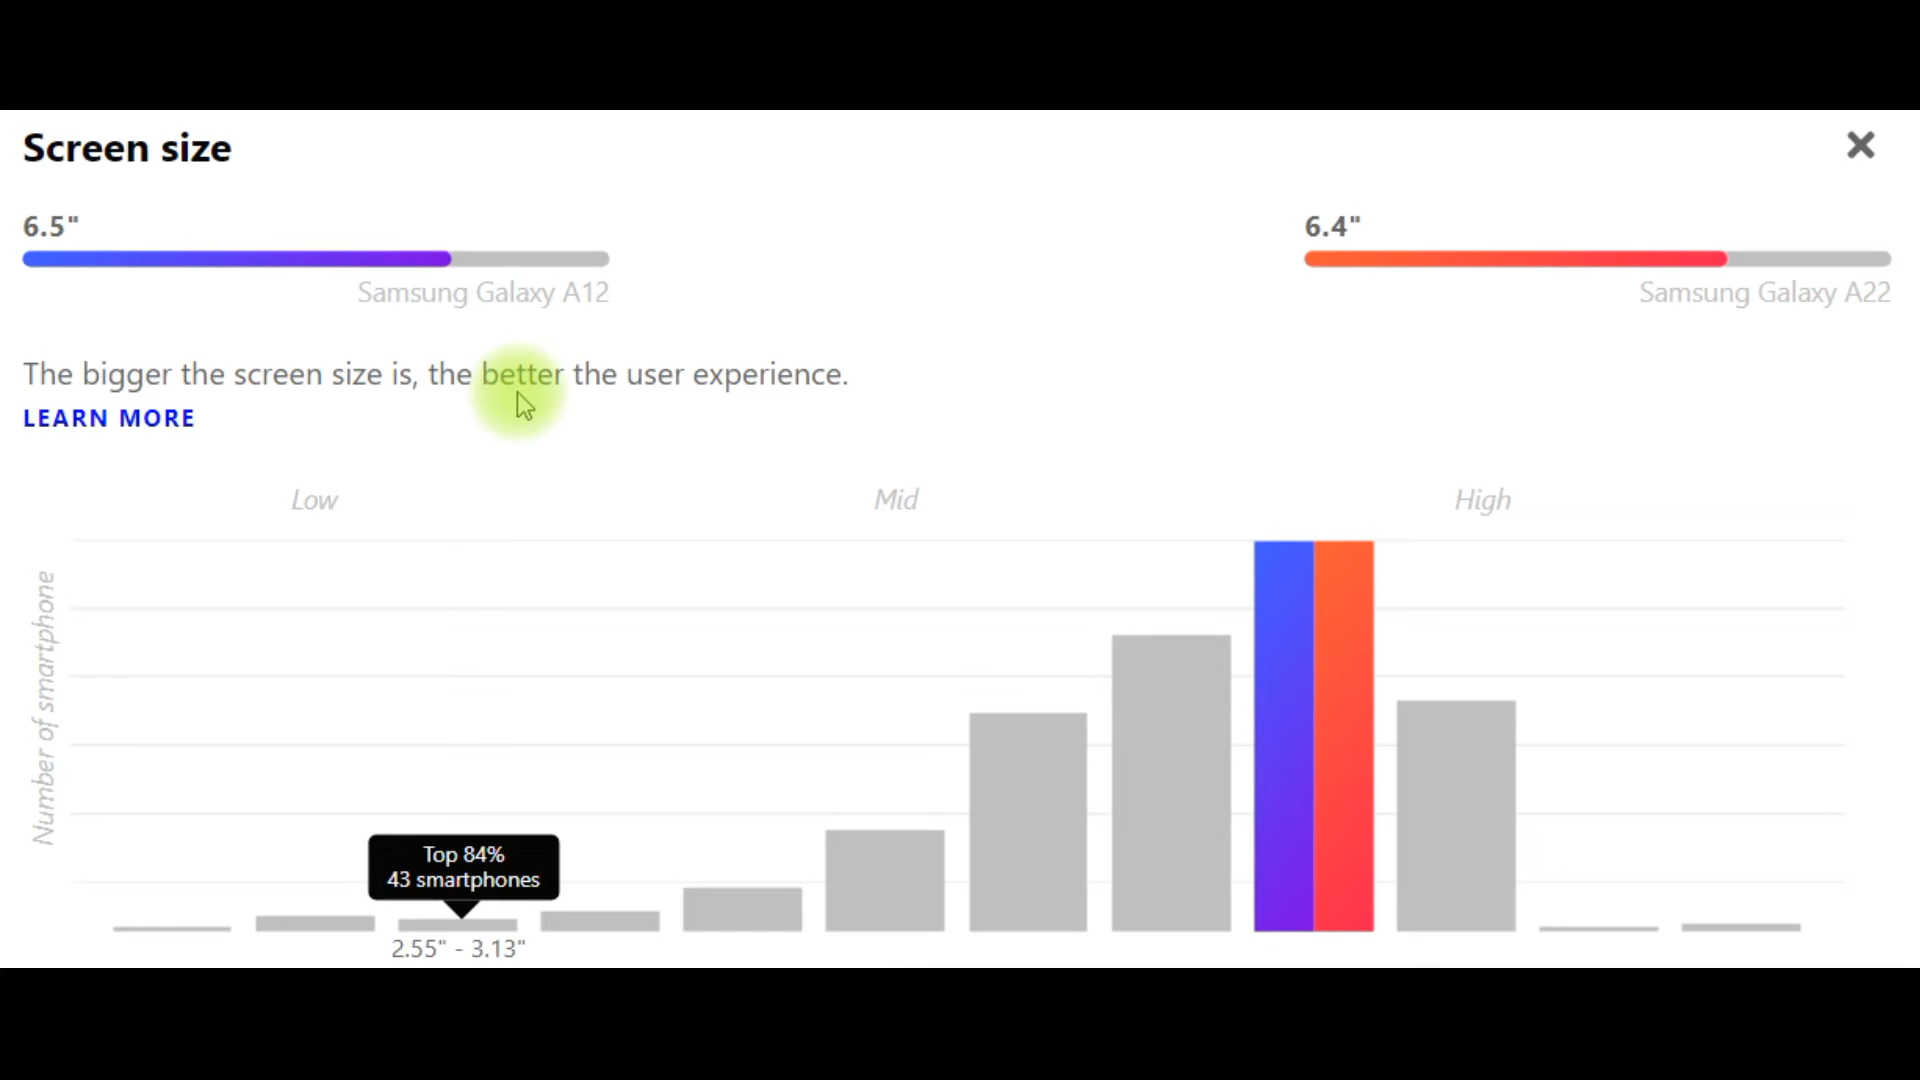 Screen size
6.5"
6.4"
Samsung Galaxy A12
Samsung Galaxy A22
The bigger the screen size is, the better the user experience.
LEARN MORE
Low
Mid
High
Number of smartphone
Top 84%
43 smartphones
2.55" - 3.13"